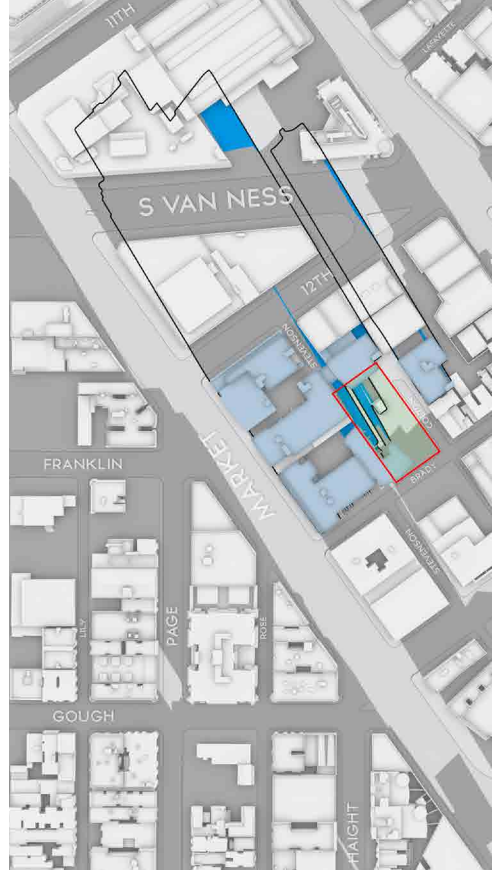 11TH
LAFAYETTE
S VAN NESS
12TH
STEVENSON
COLTON
MARKET
FRANKLIN
BRADY
STEVENSON
LILY
PAGE
ROSE
GOUGH
HAIGHT